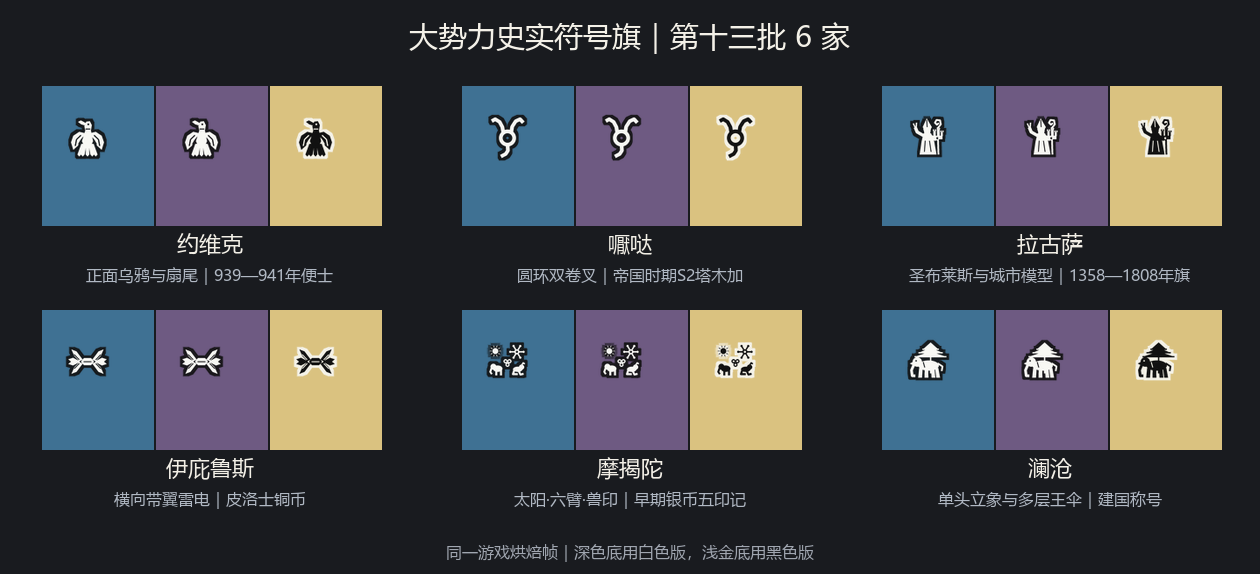 大势力史实符号旗｜第十三批 6 家
约维克
嚈哒
拉古萨
正面乌鸦与扇尾｜939—941年便士
圆环双卷叉｜帝国时期S2塔木加
圣布莱斯与城市模型｜1358—1808年旗
伊庇鲁斯
摩揭陀
澜沧
横向带翼雷电｜皮洛士铜币
太阳·六臂·兽印｜早期银币五印记
单头立象与多层王伞｜建国称号
同一游戏烘焙帧｜深色底用白色版，浅金底用黑色版